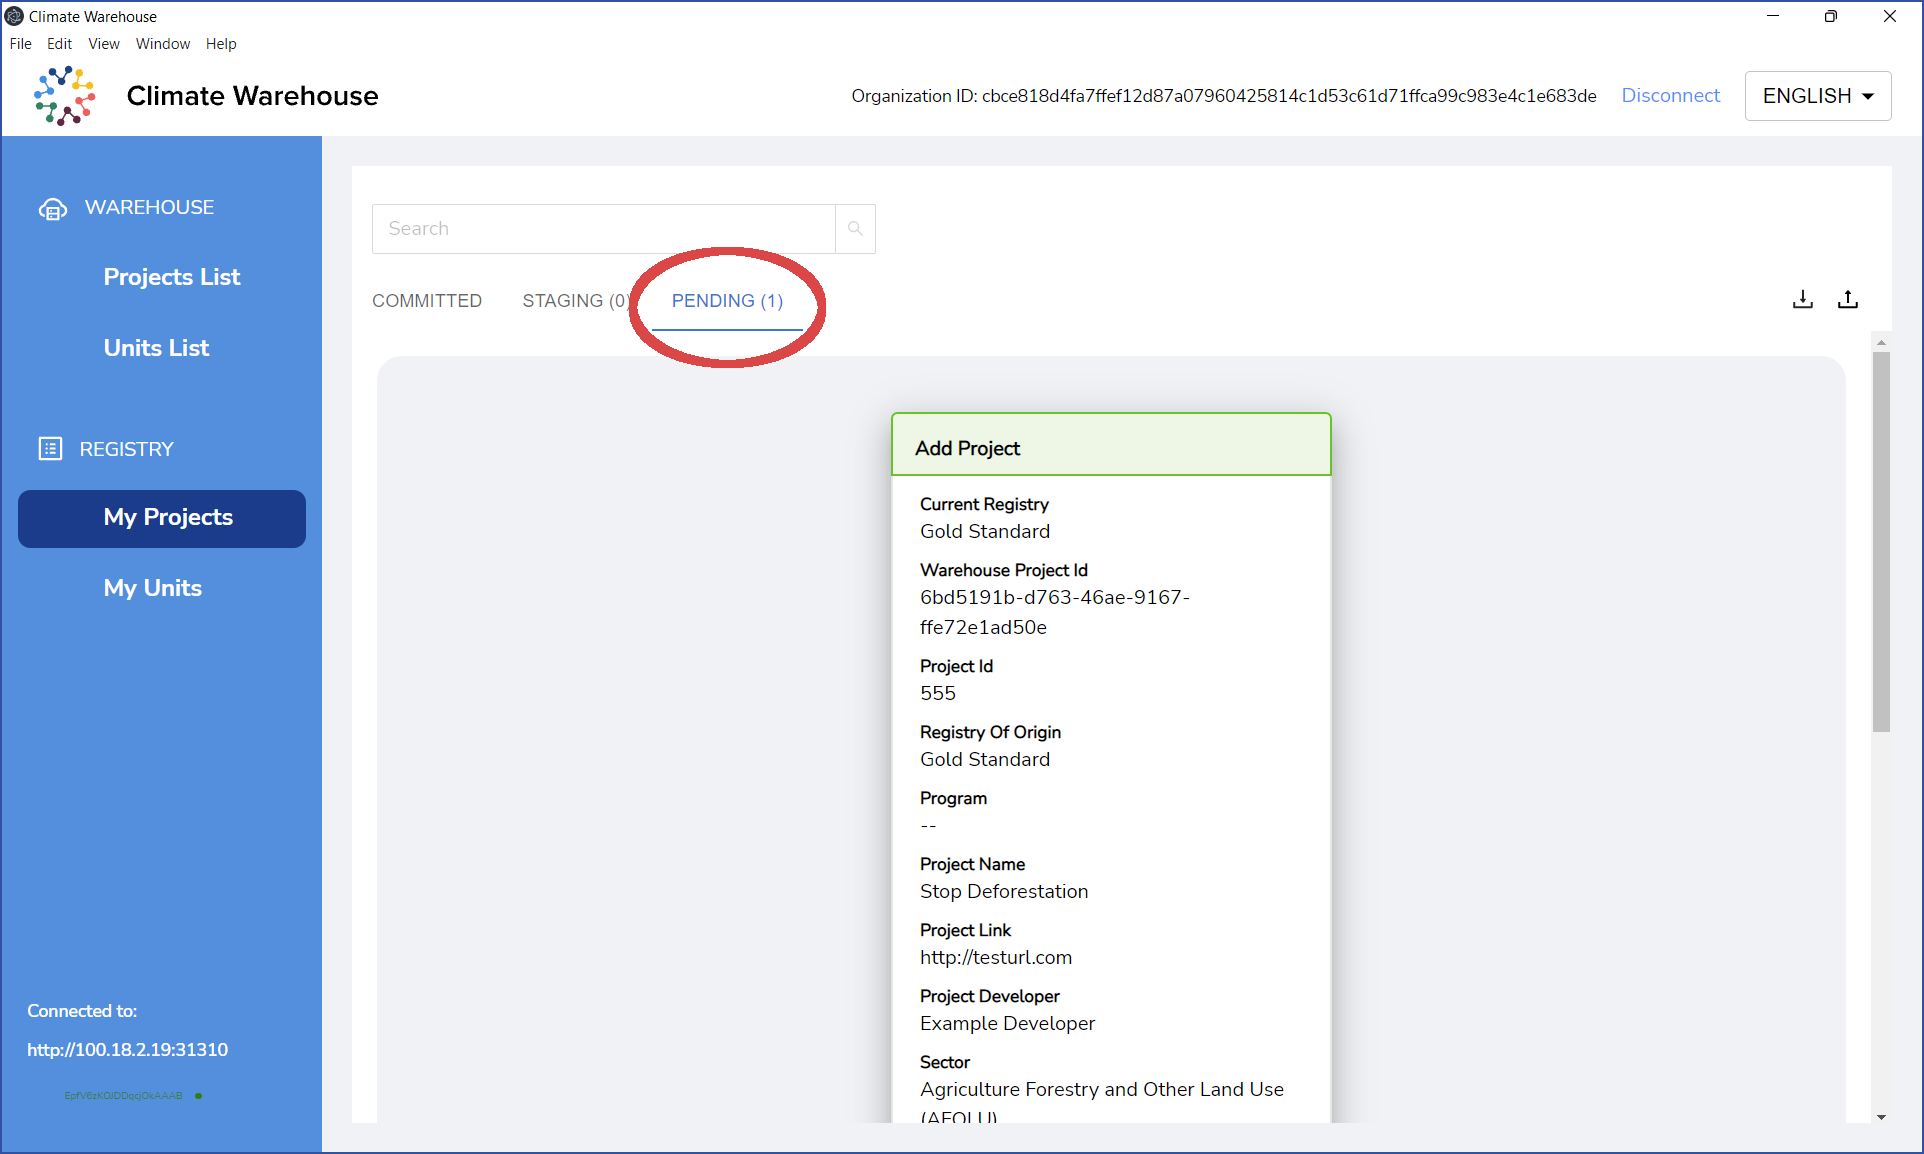 Climate Warehouse
File Edit View Window Help
Climate Warehouse
Organization ID: cbce818d4fa7ffef12d87a07960425814c1d53c61d71ffca99c983e4c1e683de Disconnect ENGLISH
WAREHOUSE
Projects List
Units List
REGISTRY
My Projects
My Units
Connected to:
http://100.18.2.19:31310
Search
COMMITTED STAGING (0) PENDING (1)
Add Project
Current Registry
Gold Standard
Warehouse Project Id
6bd5191b-d763-46ae-9167-
ffe72e1ad50e
Project Id
555
Registry Of Origin
Gold Standard
Program
--
Project Name
Stop Deforestation
Project Link
http://testurl.com
Project Developer
Example Developer
Sector
Agriculture Forestry and Other Land Use
(AFOLU)